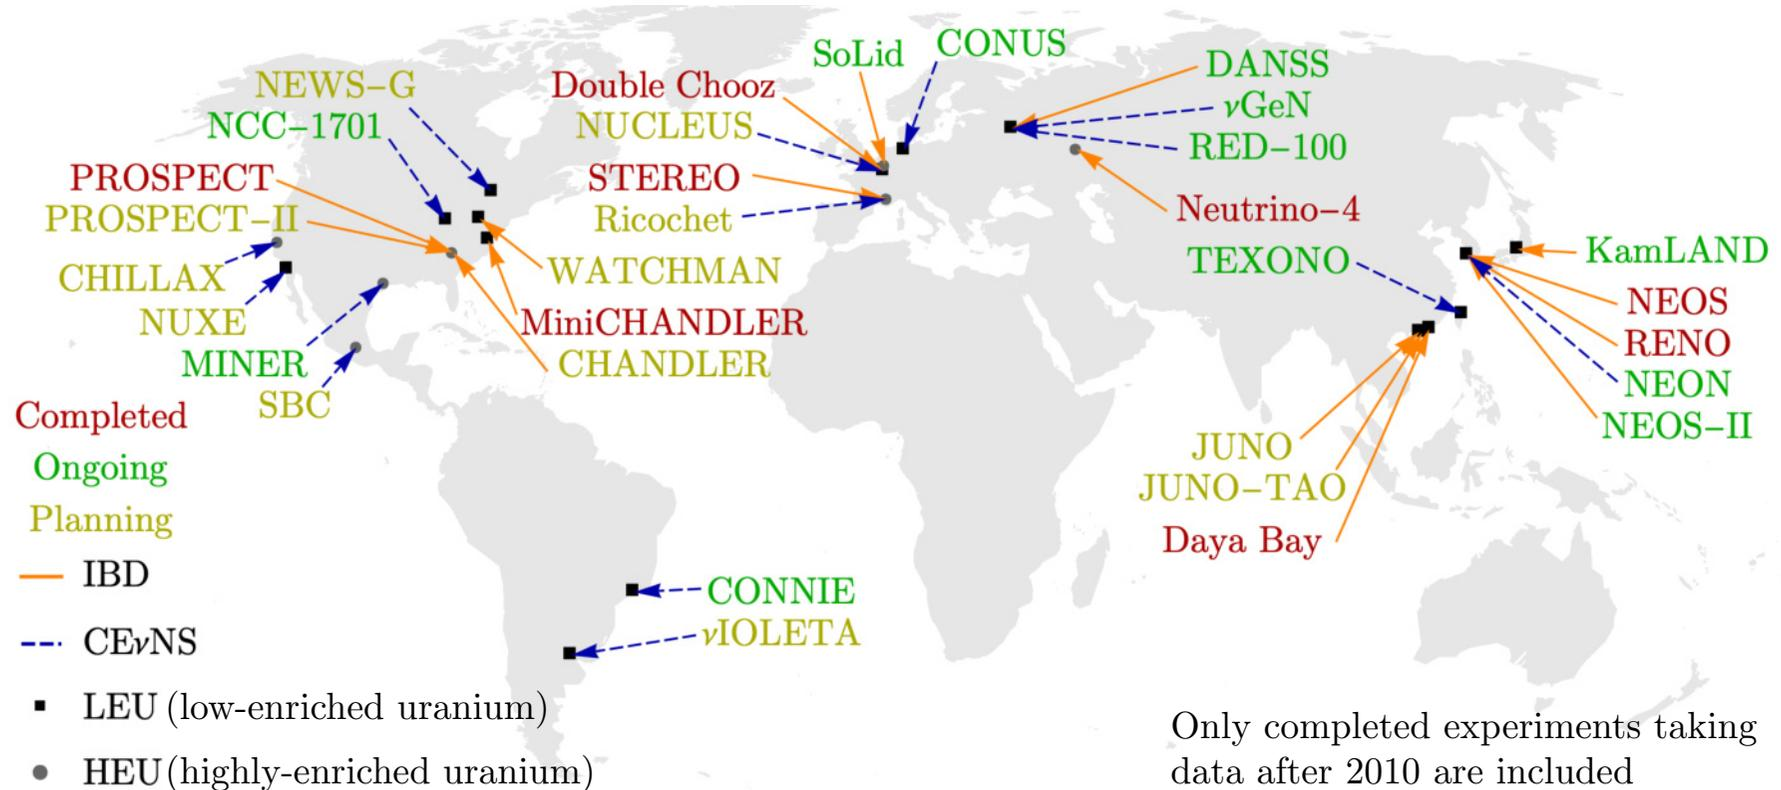 SoLid
CONUS
NEWS–G
Double Chooz
DANSS
NCC–1701
NUCLEUS
νGeN
PROSPECT
STEREO
RED–100
PROSPECT–II
Ricochet
Neutrino–4
CHILLAX
WATCHMAN
TEXONO
KamLAND
NUXE
MiniCHANDLER
NEOS
MINER
CHANDLER
RENO
SBC
NEON
NEOS–II
Completed
Ongoing
Planning
JUNO
JUNO–TAO
Daya Bay
IBD
CEνNS
CONNIE
νIOLETA
LEU (low-enriched uranium)
HEU (highly-enriched uranium)
Only completed experiments taking
data after 2010 are included